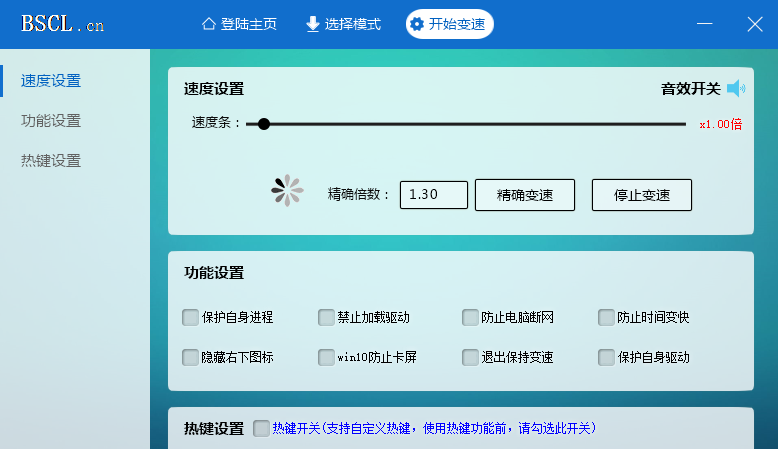 BSCL.cn 登陆主页 选择模式 开始变速
速度设置
功能设置
热键设置
速度设置 音效开关
速度条： x1.00倍
精确倍数： 1.30 精确变速 停止变速
功能设置
保护自身进程 禁止加载驱动 防止电脑断网 防止时间变快
隐藏右下图标 win10防止卡屏 退出保持变速 保护自身驱动
热键设置 热键开关(支持自定义热键，使用热键功能前，请勾选此开关)